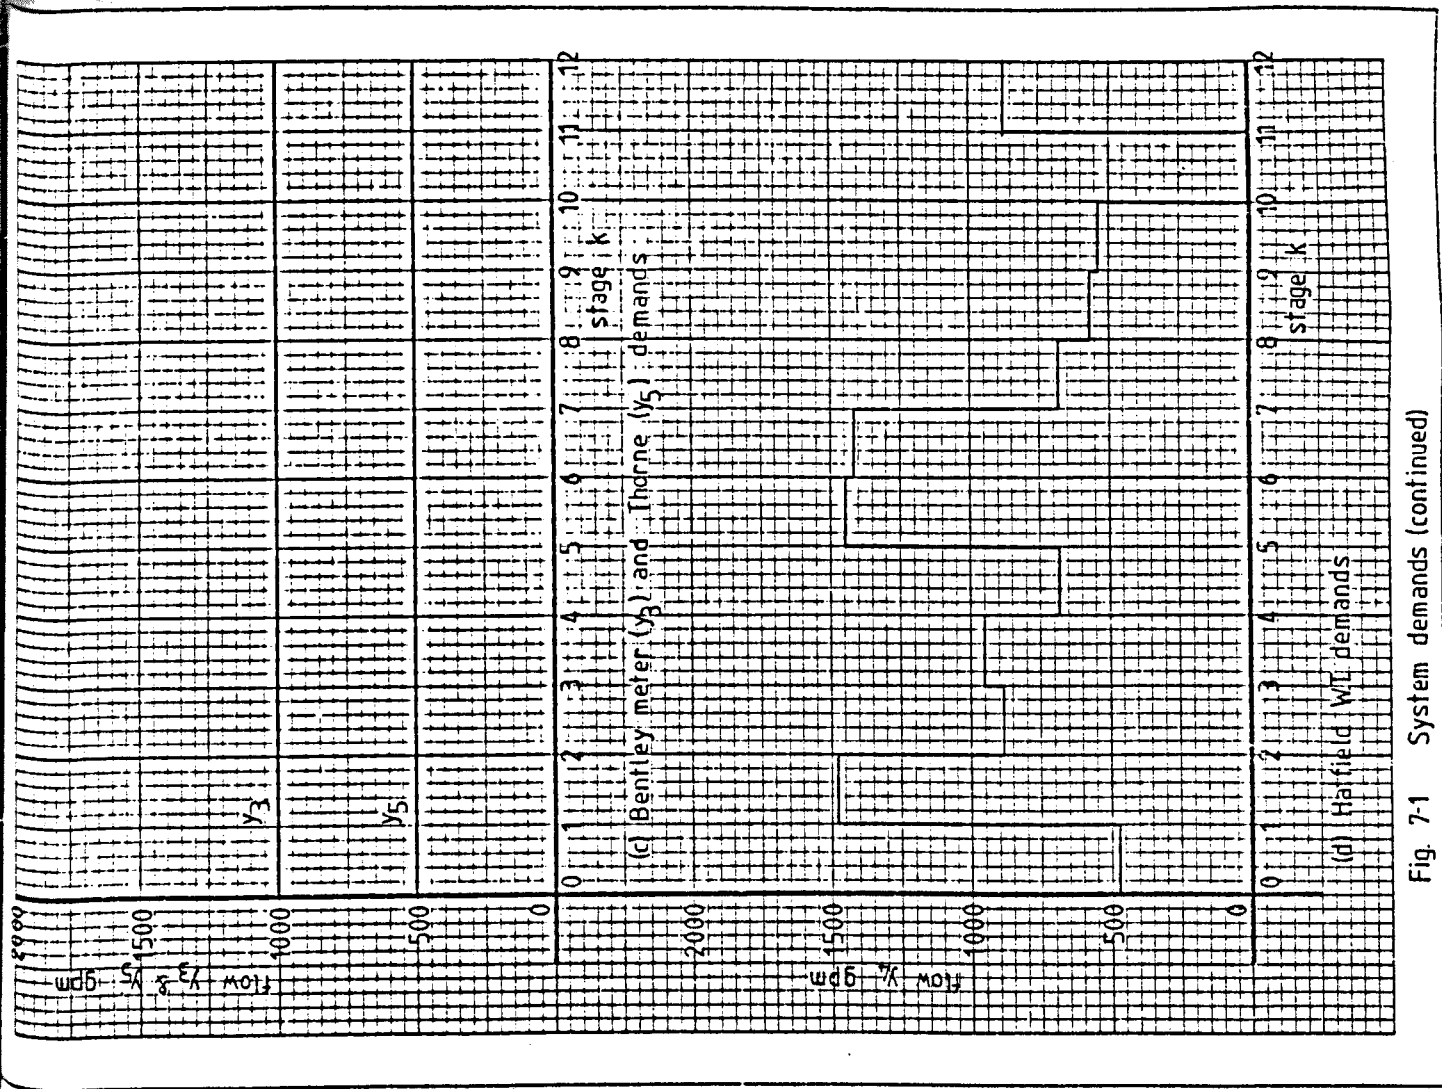 2000
1500
1000
500
0
flow y3 & y5 gpm
y3
y5
0 1 2 3 4 5 6 7 8 9 10 11 12
stage k
(c) Bentley meter (y3) and Thorne (y5) demands
2000
1500
1000
500
0
flow y4 gpm
0 1 2 3 4 5 6 7 8 9 10 11 12
stage k
(d) Hatfield WT demands
Fig. 7-1 System demands (continued)